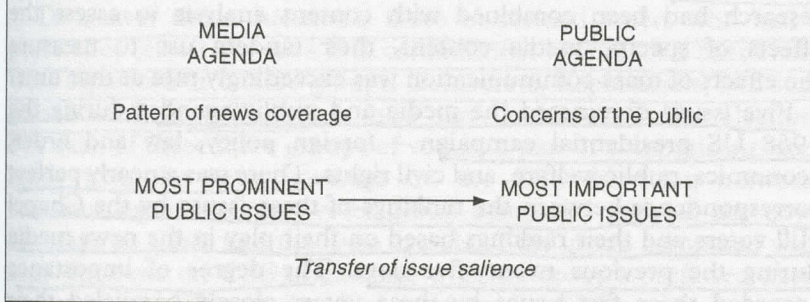 MEDIA
AGENDA
PUBLIC
AGENDA
Pattern of news coverage
Concerns of the public
MOST PROMINENT
PUBLIC ISSUES
MOST IMPORTANT
PUBLIC ISSUES
Transfer of issue salience